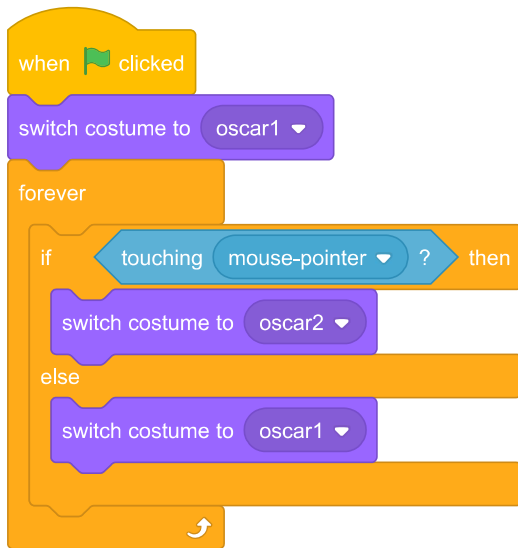 when clicked
switch costume to oscar1
forever
if touching mouse-pointer ? then
switch costume to oscar2
else
switch costume to oscar1